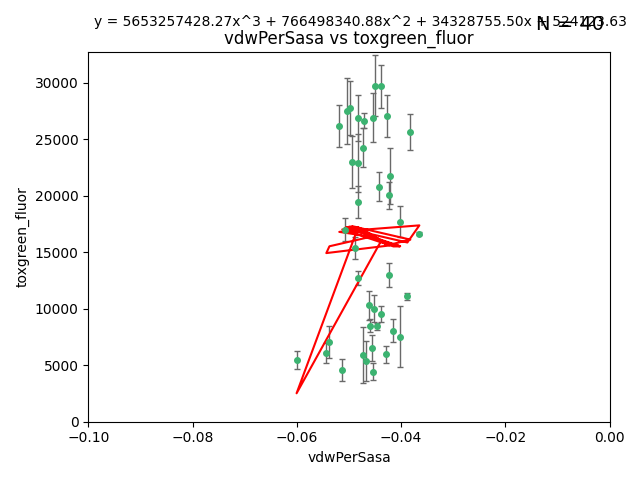 y = 5653257428.27x^3 + 766498340.88x^2 + 34328755.50x + 524123.63
N = 40
vdwPerSasa vs toxgreen_fluor
30000
25000
20000
15000
10000
5000
0
toxgreen_fluor
−0.10 −0.08 −0.06 −0.04 −0.02 0.00
vdwPerSasa